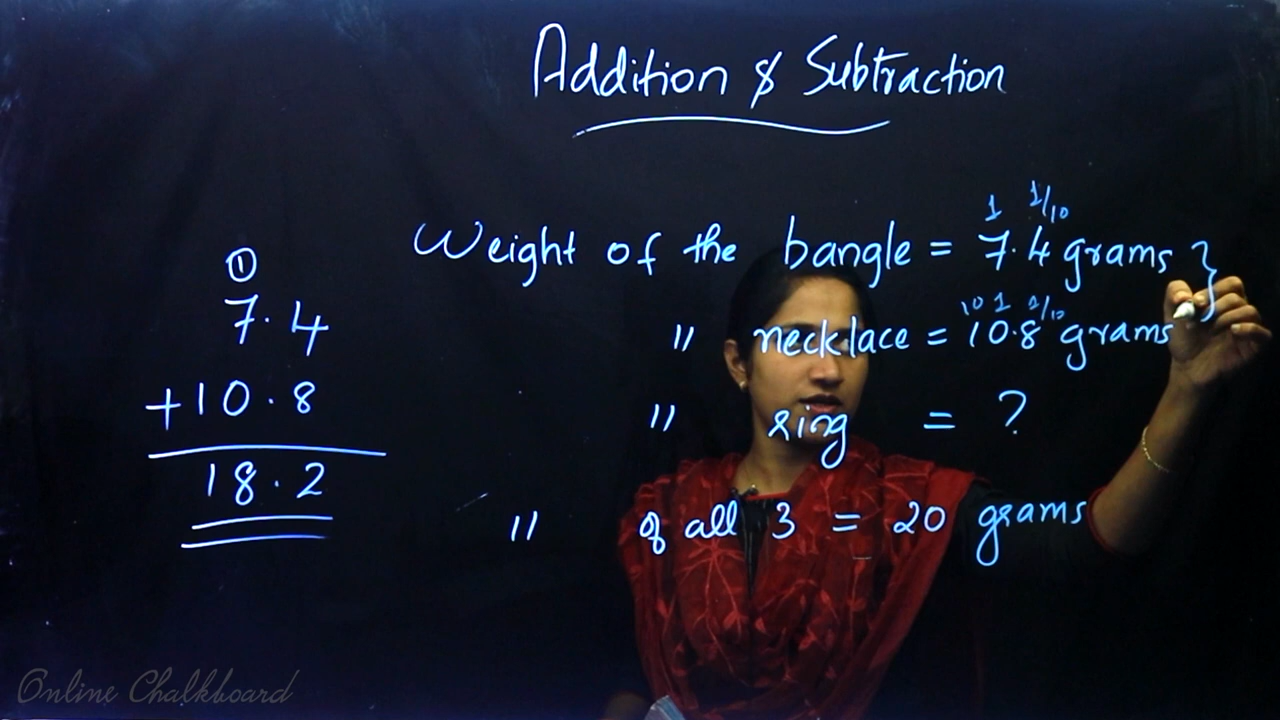 Addition & Subtraction
1 1/10
Weight of the bangle = 7.4 grams }
10 1 1/10
" necklace = 10.8 grams
" ring = ?
" of all 3 = 20 grams
1
7.4
+10.8
18.2
Online Chalkboard